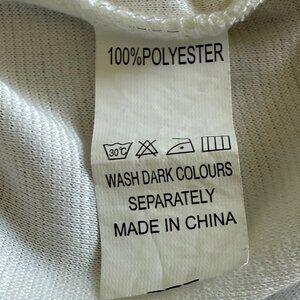 100%POLYESTER
30℃
WASH DARK COLOURS
SEPARATELY
MADE IN CHINA